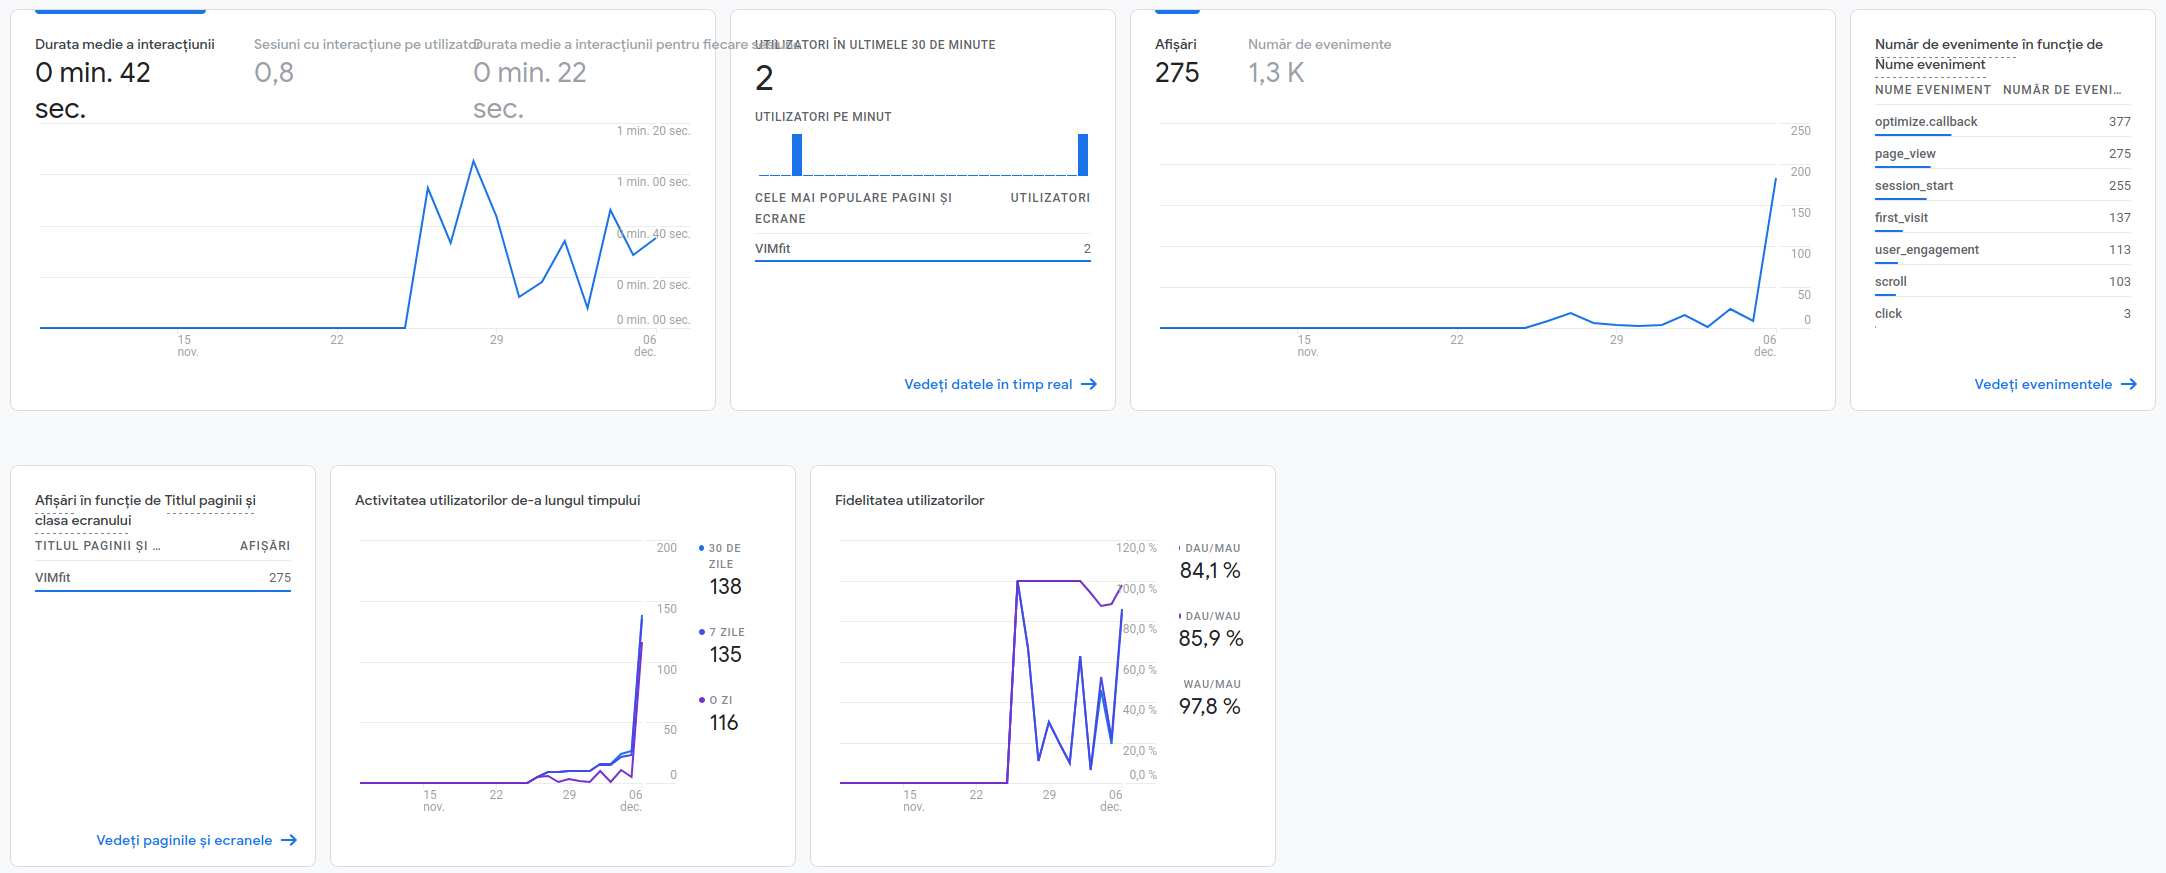 Durata medie a interacțiunii
0 min. 42
sec.
Sesiuni cu interacțiune pe utilizator
0,8
Durata medie a interacțiunii pentru fiecare sesiune
0 min. 22
sec.
1 min. 20 sec.
1 min. 00 sec.
0 min. 40 sec.
0 min. 20 sec.
0 min. 00 sec.
15
nov.
22
29
06
dec.
UTILIZATORI ÎN ULTIMELE 30 DE MINUTE
2
UTILIZATORI PE MINUT
CELE MAI POPULARE PAGINI ȘI
ECRANE
UTILIZATORI
VIMfit 2
Vedeți datele în timp real
Afișări
275
Număr de evenimente
1,3 K
250
200
150
100
50
0
15
nov.
22
29
06
dec.
Număr de evenimente în funcție de
Nume eveniment
NUME EVENIMENT NUMĂR DE EVENI…
optimize.callback 377
page_view 275
session_start 255
first_visit 137
user_engagement 113
scroll 103
click 3
Vedeți evenimentele
Afișări în funcție de Titlul paginii și
clasa ecranului
TITLUL PAGINII ȘI … AFIȘĂRI
VIMfit 275
Vedeți paginile și ecranele
Activitatea utilizatorilor de-a lungul timpului
200
150
100
50
0
15
nov.
22
29
06
dec.
30 DE
ZILE
138
7 ZILE
135
O ZI
116
Fidelitatea utilizatorilor
120,0 %
100,0 %
80,0 %
60,0 %
40,0 %
20,0 %
0,0 %
15
nov.
22
29
06
dec.
DAU/MAU
84,1 %
DAU/WAU
85,9 %
WAU/MAU
97,8 %